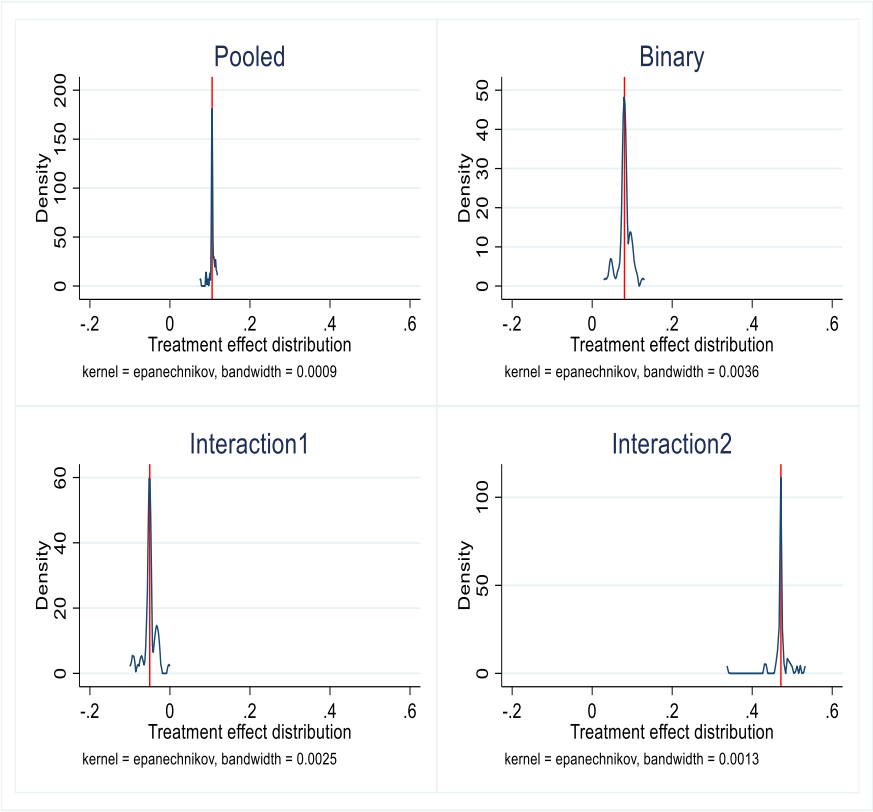 Pooled
Density
200
150
100
50
0
-.2 0 .2 .4 .6
Treatment effect distribution
kernel = epanechnikov, bandwidth = 0.0009
Binary
Density
50
40
30
20
10
0
-.2 0 .2 .4 .6
Treatment effect distribution
kernel = epanechnikov, bandwidth = 0.0036
Interaction1
Density
60
40
20
0
-.2 0 .2 .4 .6
Treatment effect distribution
kernel = epanechnikov, bandwidth = 0.0025
Interaction2
Density
100
50
0
-.2 0 .2 .4 .6
Treatment effect distribution
kernel = epanechnikov, bandwidth = 0.0013